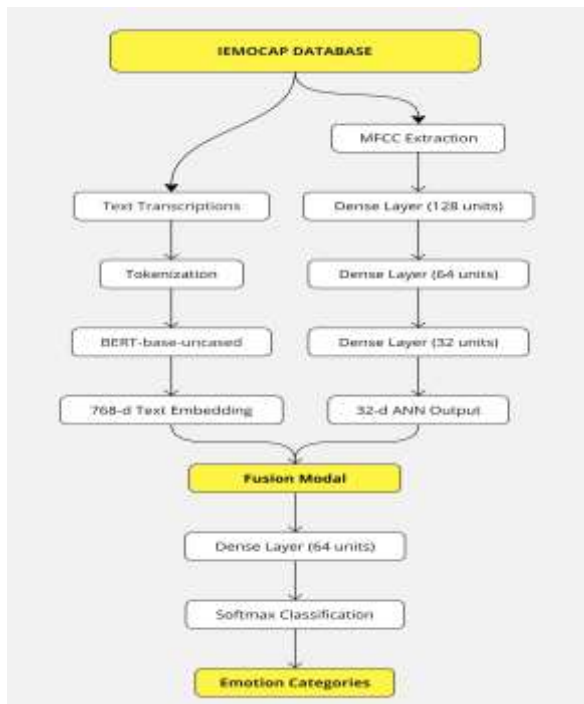 IEMOCAP DATABASE
MFCC Extraction
Text Transcriptions
Dense Layer (128 units)
Tokenization
Dense Layer (64 units)
BERT-base-uncased
Dense Layer (32 units)
768-d Text Embedding
32-d ANN Output
Fusion Modal
Dense Layer (64 units)
Softmax Classification
Emotion Categories